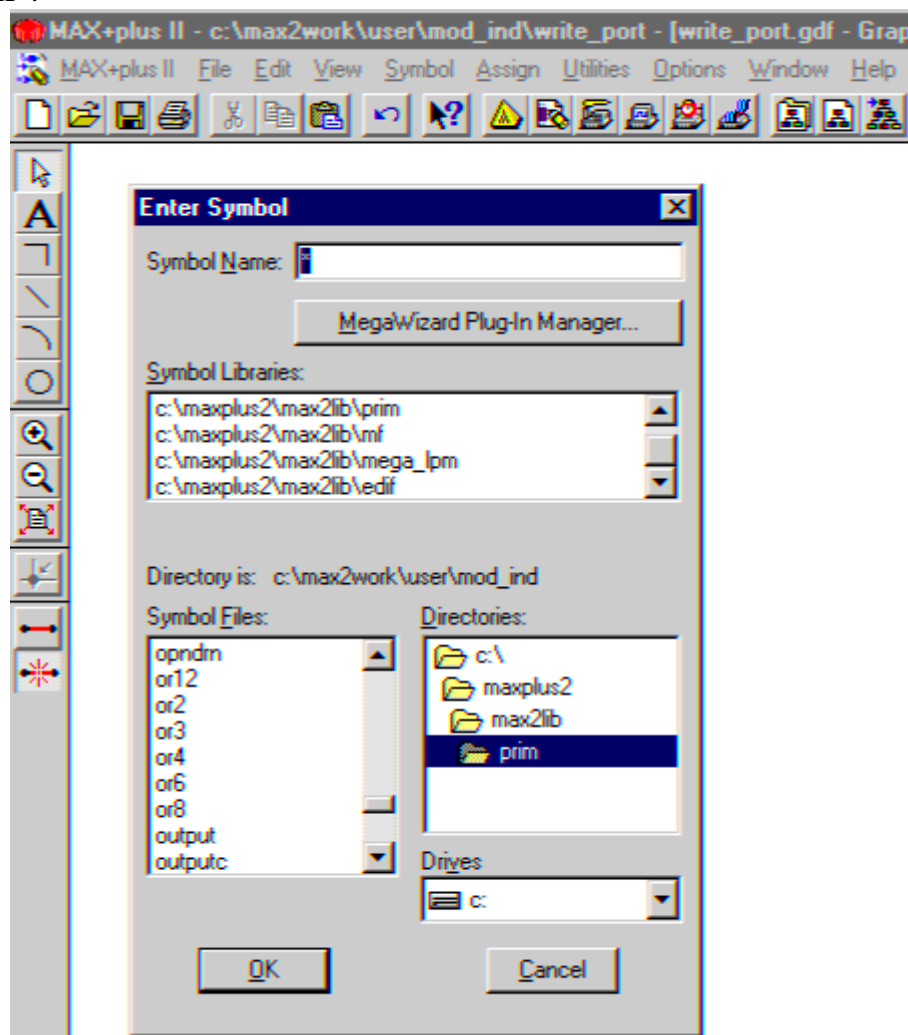 MAX+plus II - c:\max2work\user\mod_ind\write_port - [write_port.gdf - Grap
MAX+plus II File Edit View Symbol Assign Utilities Options Window Help
A
Enter Symbol
Symbol Name: *
MegaWizard Plug-In Manager...
Symbol Libraries:
c:\maxplus2\max2lib\prim
c:\maxplus2\max2lib\mf
c:\maxplus2\max2lib\mega_lpm
c:\maxplus2\max2lib\edif
Directory is: c:\max2work\user\mod_ind
Symbol Files:
opndrn
or12
or2
or3
or4
or6
or8
output
outputc
Directories:
c:\
maxplus2
max2lib
prim
Drives
c:
OK
Cancel